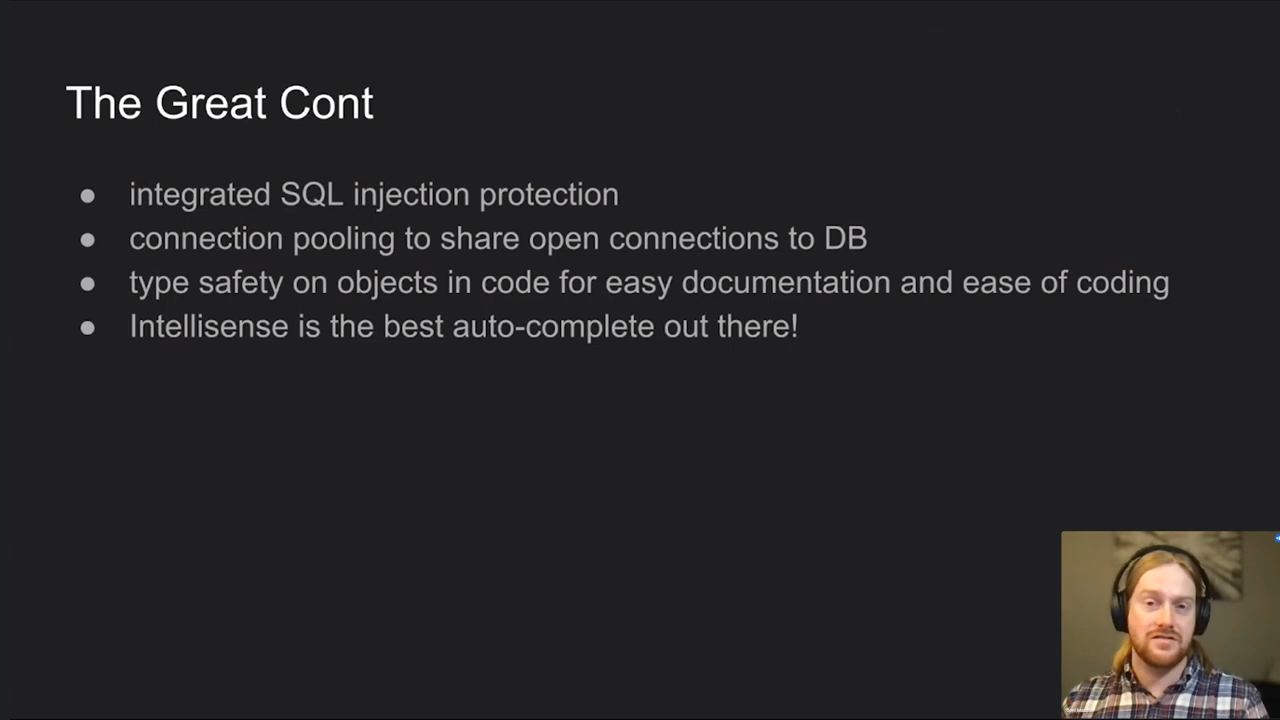 The Great Cont
● integrated SQL injection protection
● connection pooling to share open connections to DB
● type safety on objects in code for easy documentation and ease of coding
● Intellisense is the best auto-complete out there!